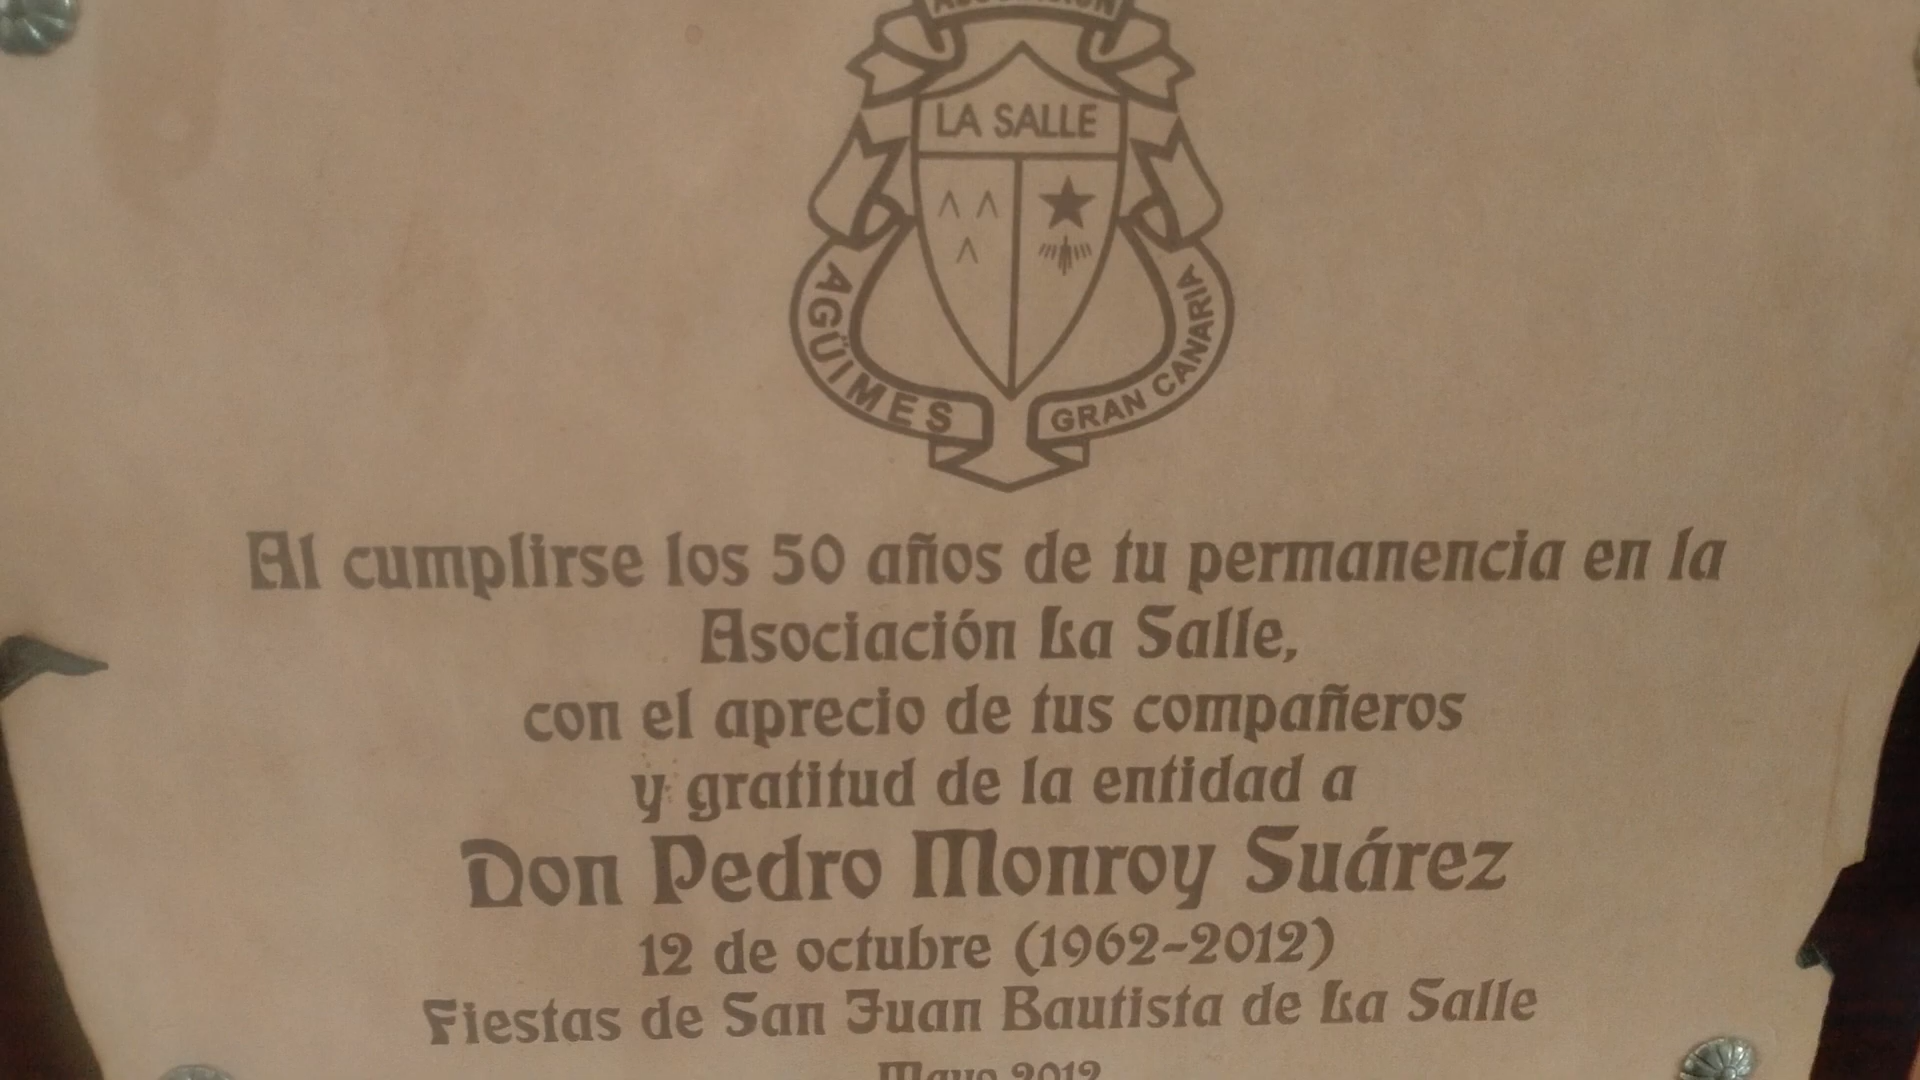 ASOCIACIÓN
LA SALLE
AGÜIMES
GRAN CANARIA
Al cumplirse los 50 años de tu permanencia en la
Asociación La Salle,
con el aprecio de tus compañeros
y gratitud de la entidad a
Don Pedro Monroy Suárez
12 de octubre (1962-2012)
Fiestas de San Juan Bautista de La Salle
Mayo 2012